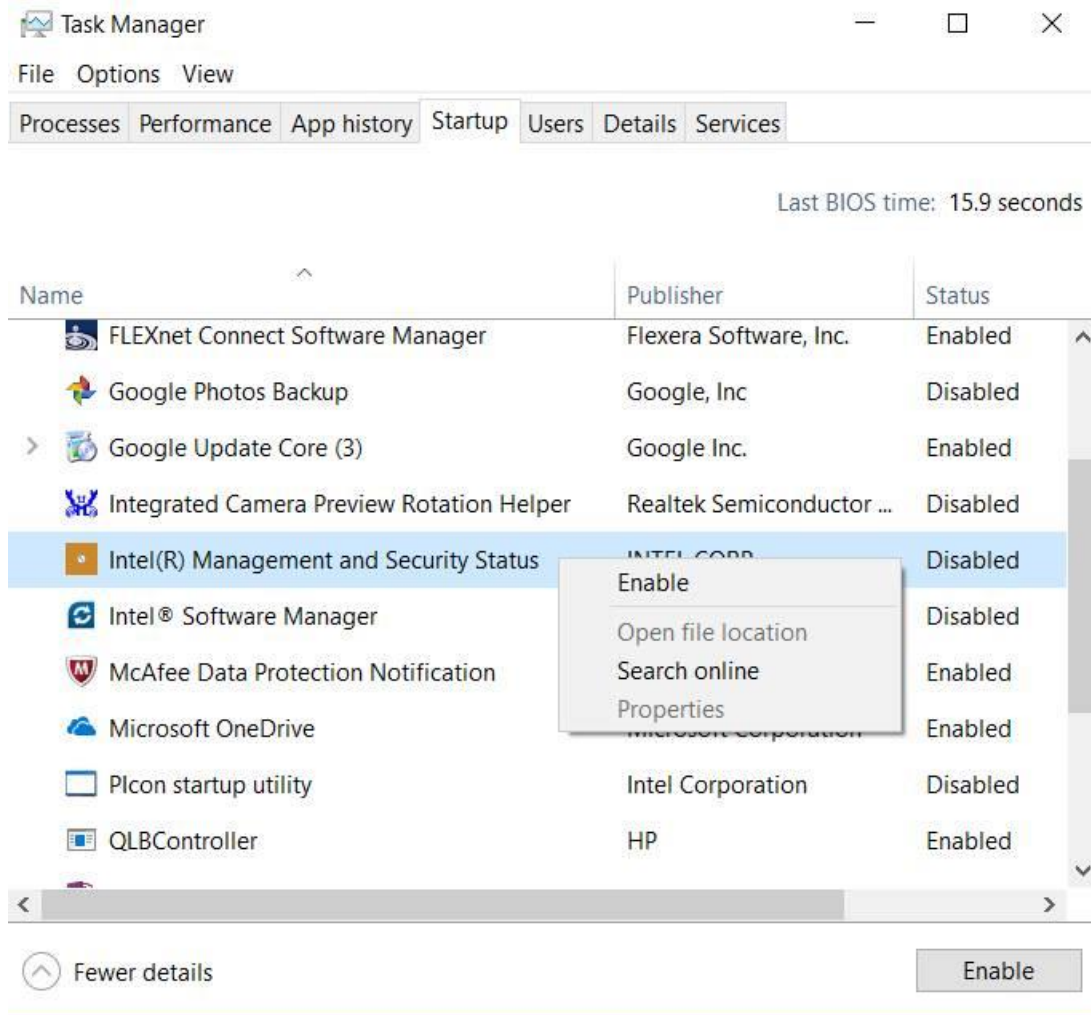 Task Manager
File Options View
Processes Performance App history Startup Users Details Services
Last BIOS time: 15.9 seconds
Name Publisher Status
FLEXnet Connect Software Manager Flexera Software, Inc. Enabled
Google Photos Backup Google, Inc Disabled
Google Update Core (3) Google Inc. Enabled
Integrated Camera Preview Rotation Helper Realtek Semiconductor ... Disabled
Intel(R) Management and Security Status INTEL CORP Disabled
Enable
Open file location
Search online
Properties
Intel® Software Manager Disabled
McAfee Data Protection Notification Enabled
Microsoft OneDrive Microsoft Corporation Enabled
PIcon startup utility Intel Corporation Disabled
QLBController HP Enabled
Fewer details Enable